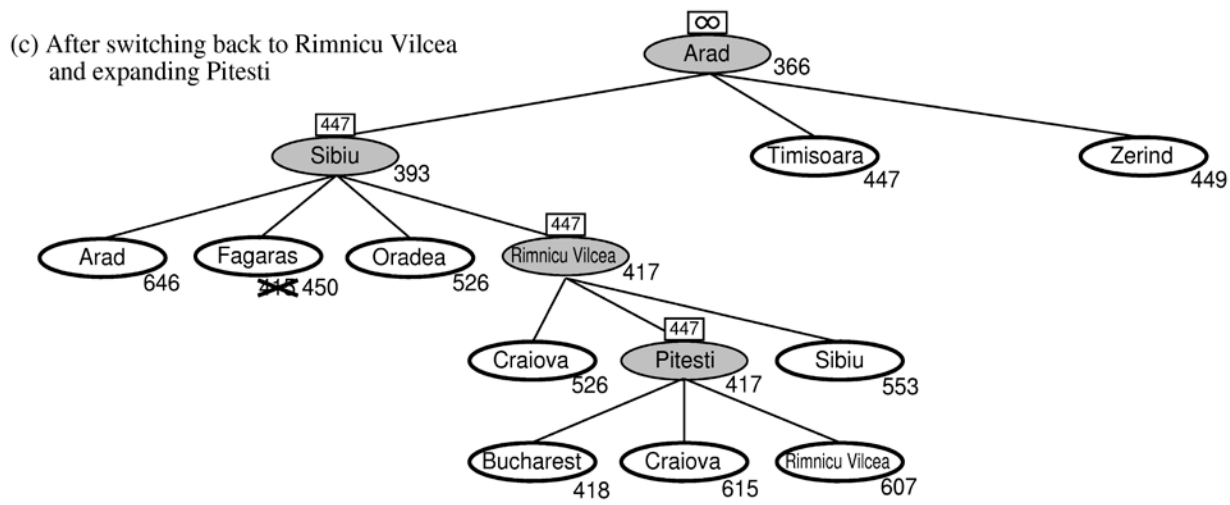 (c) After switching back to Rimnicu Vilcea
and expanding Pitesti
∞
Arad
366
447
Sibiu
393
Timisoara
447
Zerind
449
Arad
646
Fagaras
415 450
Oradea
526
447
Rimnicu Vilcea
417
Craiova
526
447
Pitesti
417
Sibiu
553
Bucharest
418
Craiova
615
Rimnicu Vilcea
607